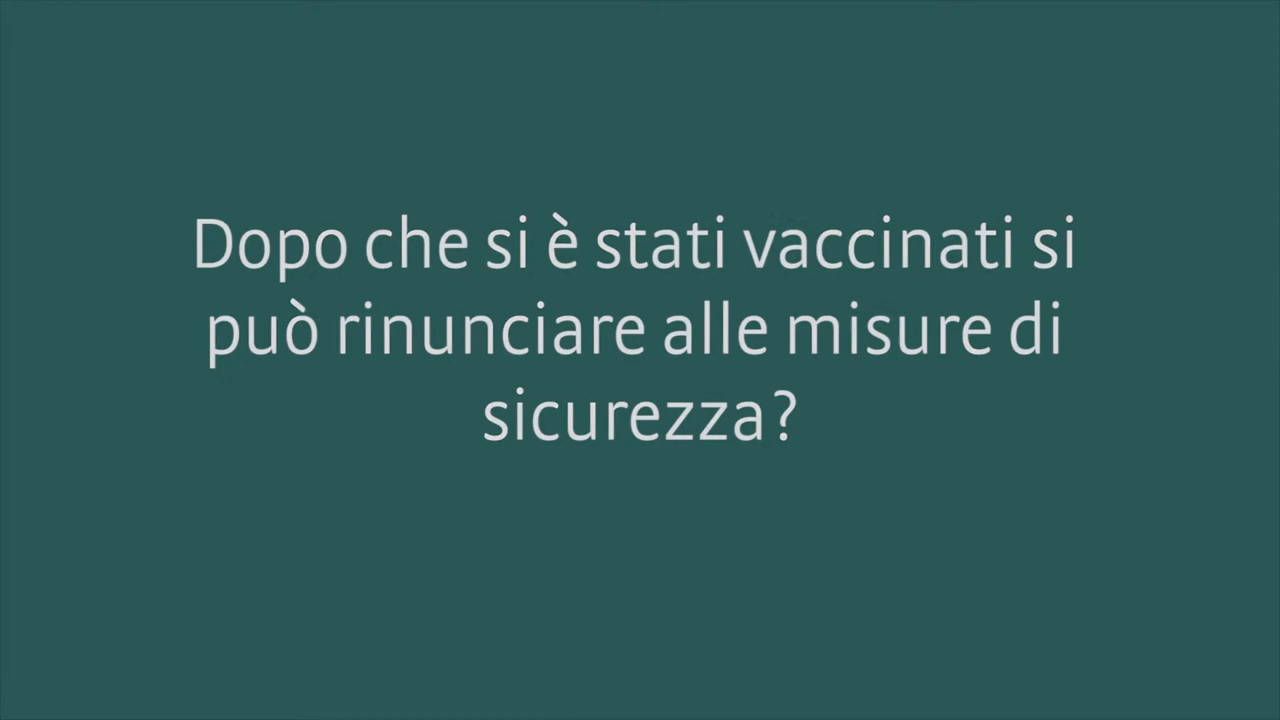 Dopo che si è stati vaccinati si
può rinunciare alle misure di
sicurezza?